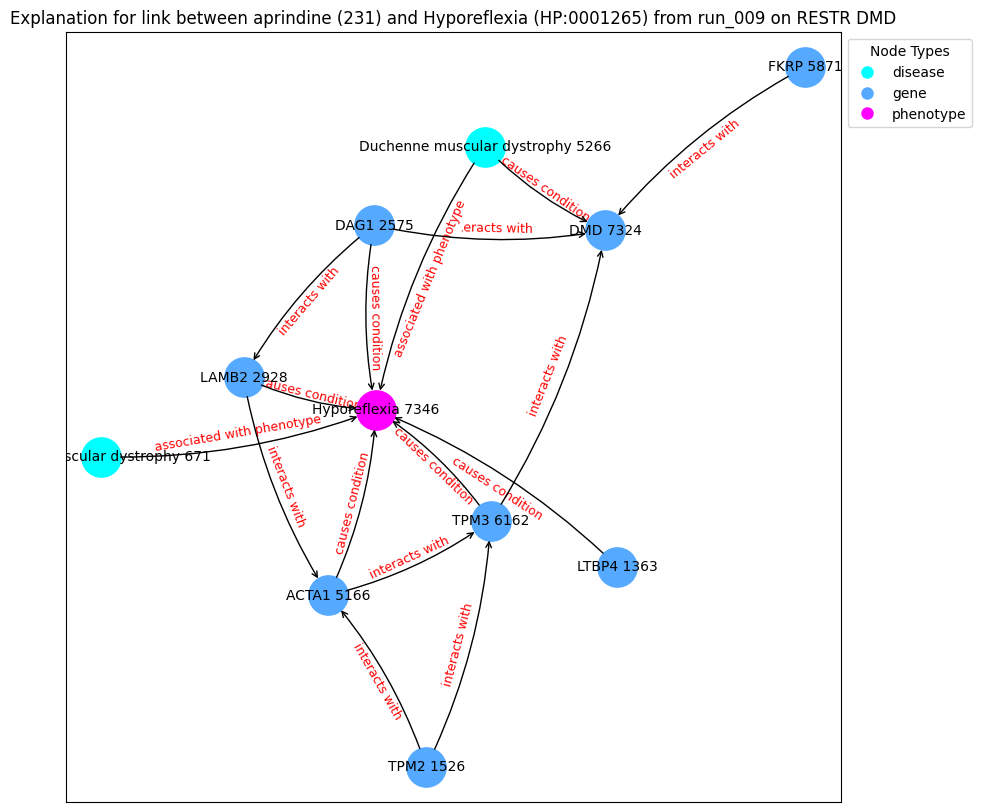 Explanation for link between aprindine (231) and Hyporeflexia (HP:0001265) from run_009 on RESTR DMD
Node Types
disease
gene
phenotype
FKRP 5871
interacts with
Duchenne muscular dystrophy 5266
causes condition
DAG1 2575
teracts with
DMD 7324
associated with phenotype
interacts with
causes condition
interacts with
LAMB2 2928
auses condition
Hyporeflexia 7346
associated with phenotype
scular dystrophy 671
causes condition
causes condition
interacts with
causes condition
TPM3 6162
interacts with
LTBP4 1363
ACTA1 5166
interacts with
interacts with
TPM2 1526